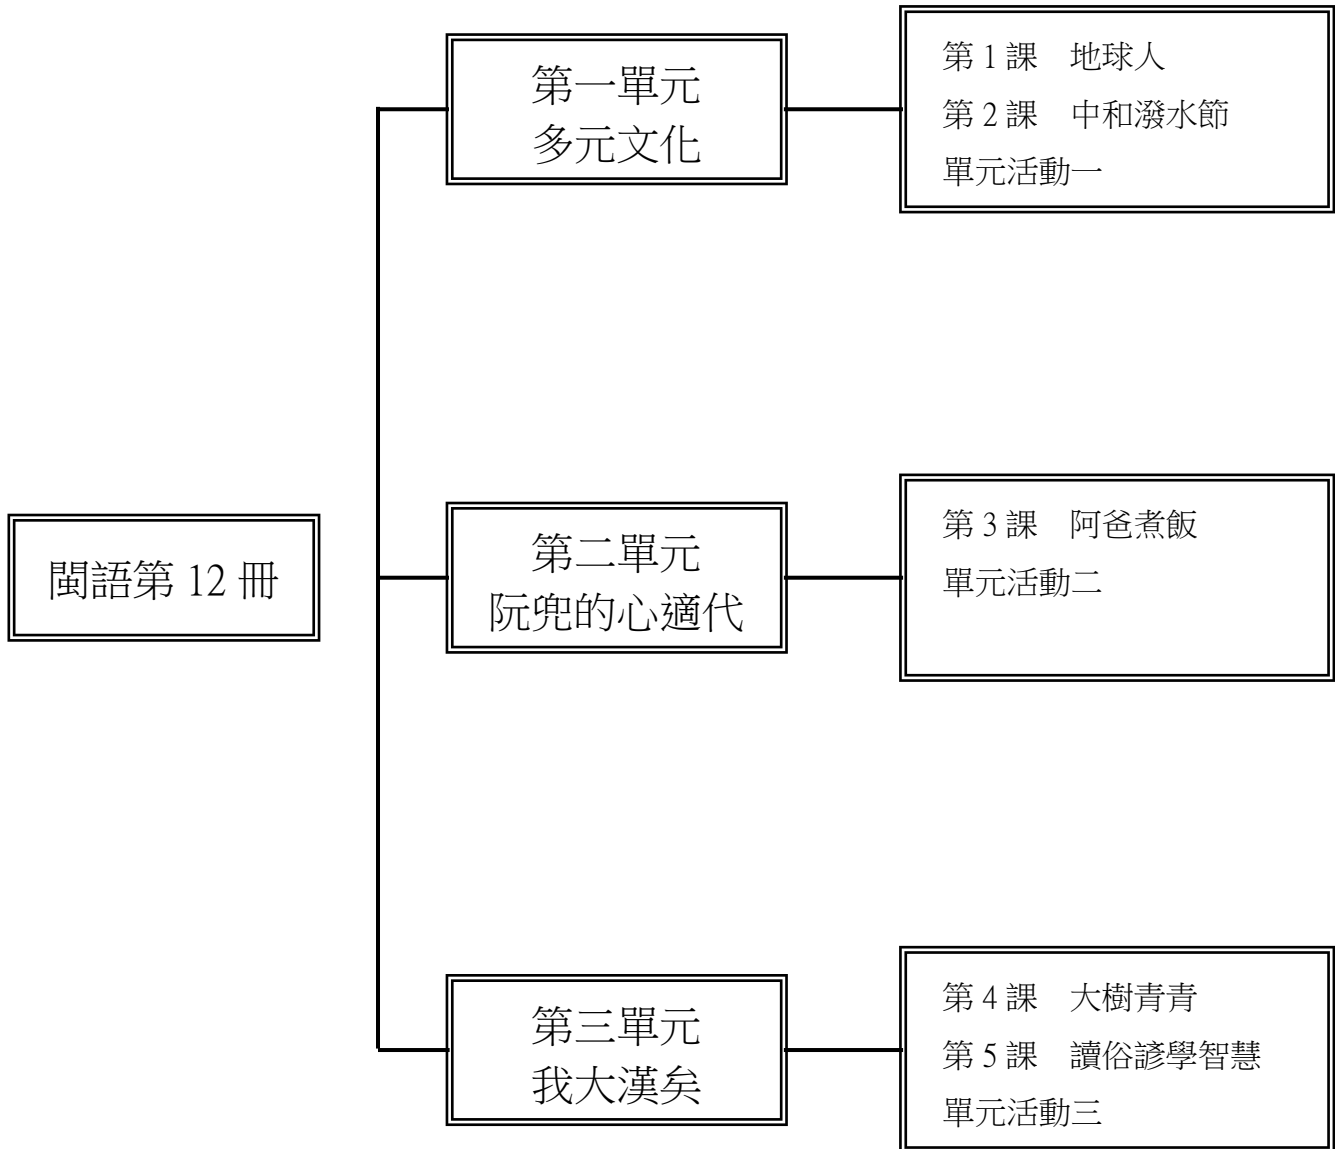 閩語第 12 冊
第一單元
多元文化
第 1 課　地球人
第 2 課　中和潑水節
單元活動一
第二單元
阮兜的心適代
第 3 課　阿爸煮飯
單元活動二
第三單元
我大漢矣
第 4 課　大樹青青
第 5 課　讀俗諺學智慧
單元活動三